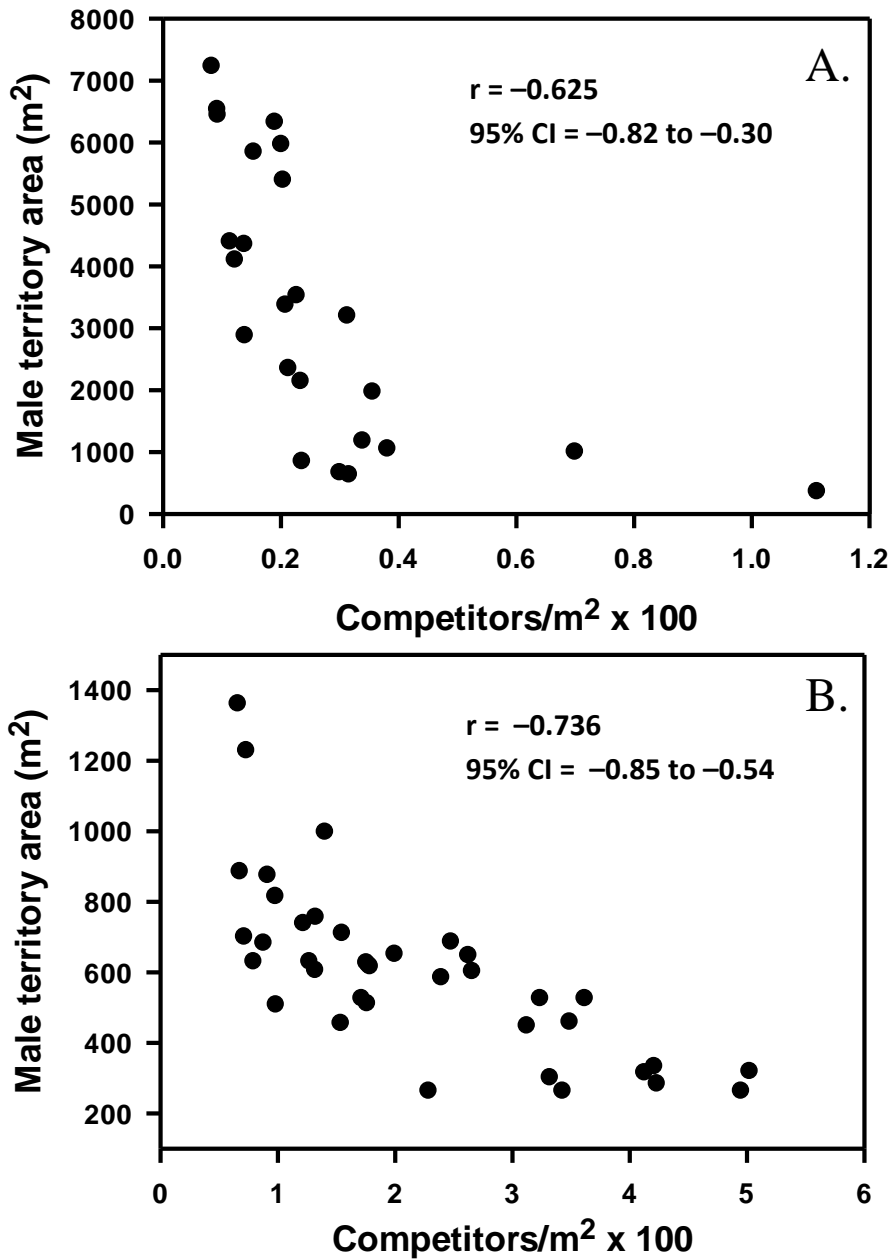 A.
r = –0.625
95% CI = –0.82 to –0.30
Male territory area (m²)
8000
7000
6000
5000
4000
3000
2000
1000
0
0.0 0.2 0.4 0.6 0.8 1.0 1.2
Competitors/m² x 100
B.
r = –0.736
95% CI = –0.85 to –0.54
Male territory area (m²)
1400
1200
1000
800
600
400
200
0 1 2 3 4 5 6
Competitors/m² x 100